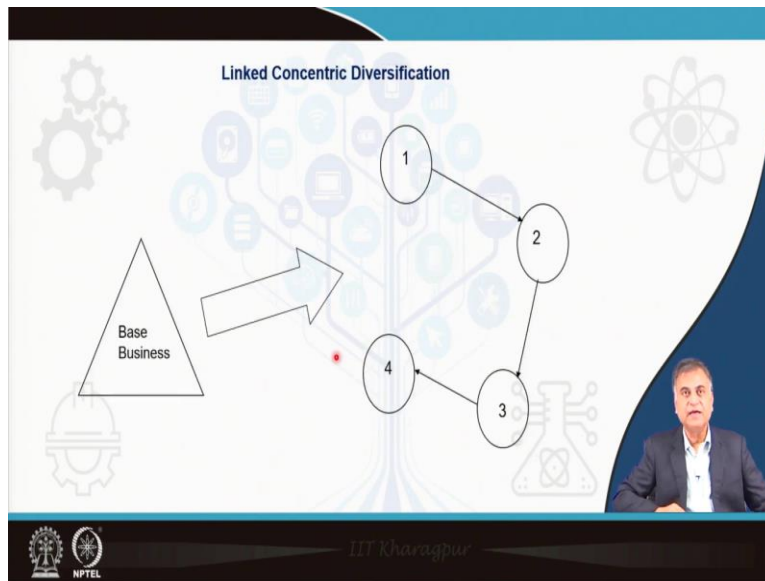 Linked Concentric Diversification
1
2
Base
Business
4
3
IIT Kharagpur
NPTEL